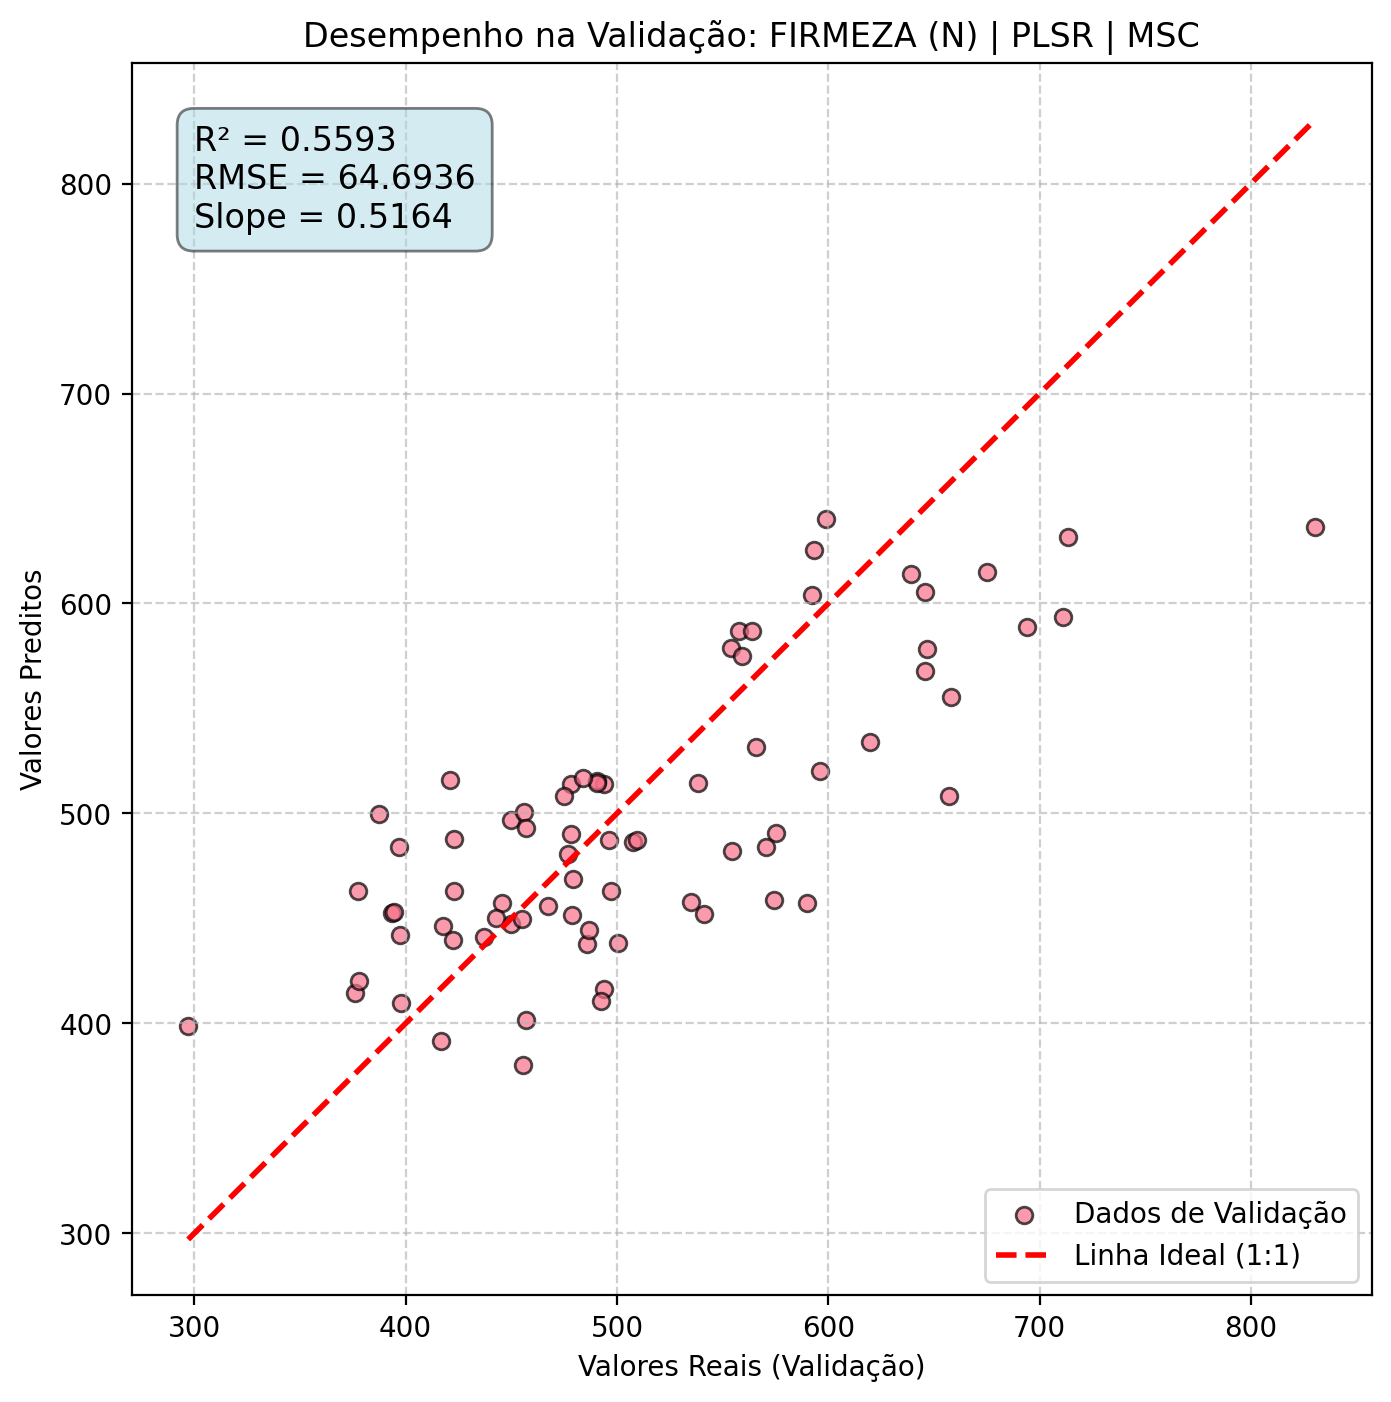 Desempenho na Validação: FIRMEZA (N) | PLSR | MSC
R² = 0.5593
RMSE = 64.6936
Slope = 0.5164
800
700
600
500
400
300
Valores Preditos
Dados de Validação
Linha Ideal (1:1)
300 400 500 600 700 800
Valores Reais (Validação)